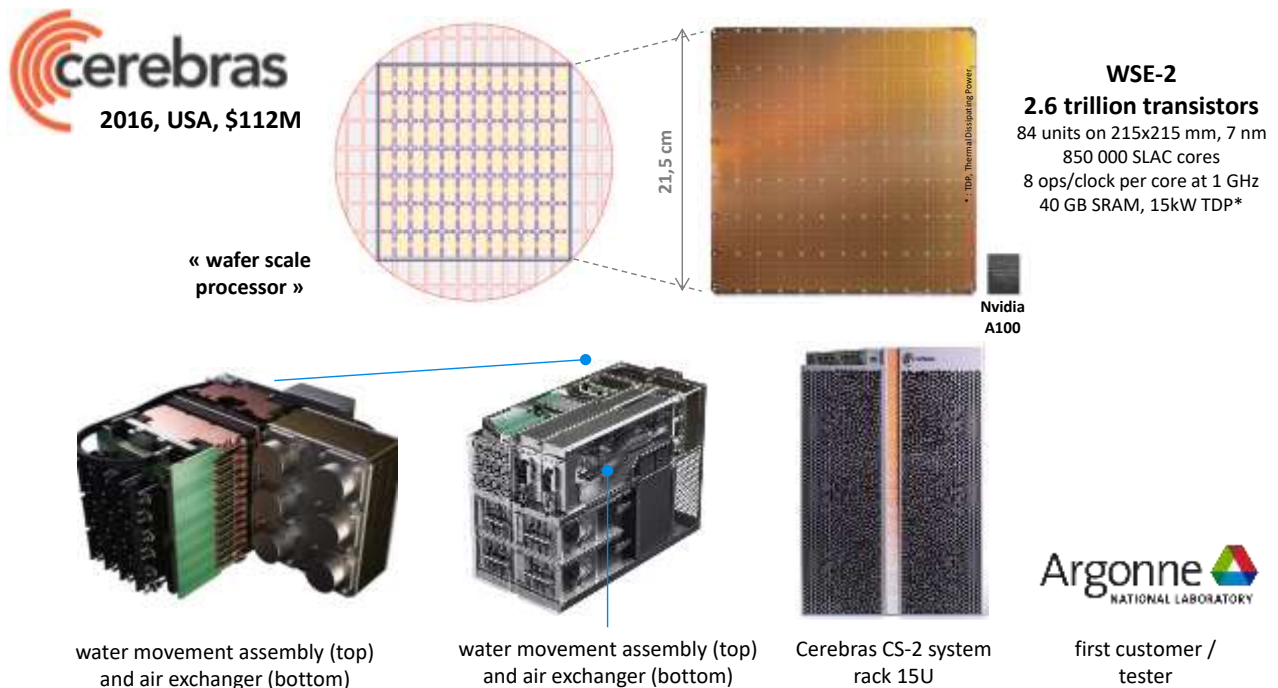 cerebras
2016, USA, $112M
« wafer scale
processor »
21,5 cm
* : TDP, Thermal Dissipating Power
WSE-2
2.6 trillion transistors
84 units on 215x215 mm, 7 nm
850 000 SLAC cores
8 ops/clock per core at 1 GHz
40 GB SRAM, 15kW TDP*
Nvidia
A100
water movement assembly (top)
and air exchanger (bottom)
water movement assembly (top)
and air exchanger (bottom)
Cerebras CS-2 system
rack 15U
Argonne
NATIONAL LABORATORY
first customer /
tester